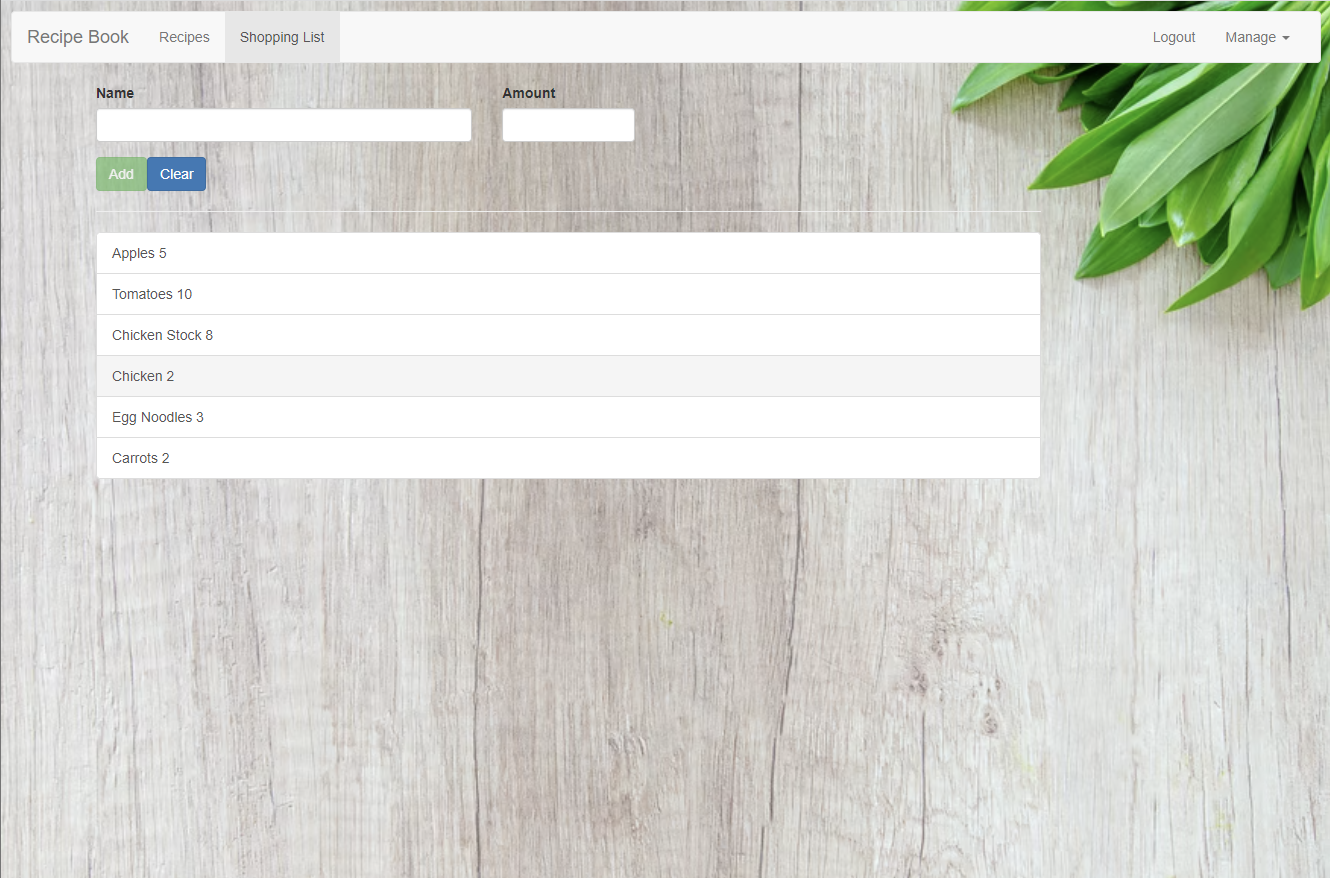 Recipe Book Recipes Shopping List Logout Manage
Name Amount
Add Clear
Apples 5
Tomatoes 10
Chicken Stock 8
Chicken 2
Egg Noodles 3
Carrots 2